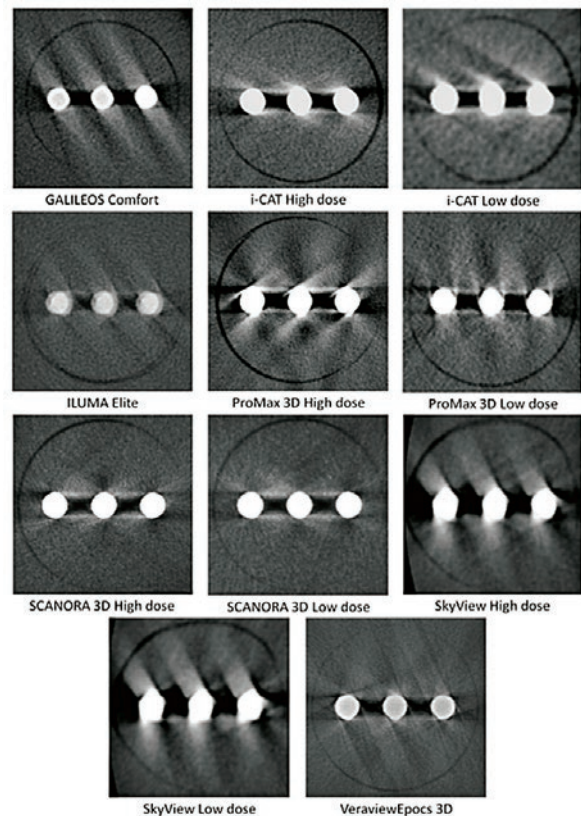 GALILEOS Comfort
i-CAT High dose
i-CAT Low dose
ILUMA Elite
ProMax 3D High dose
ProMax 3D Low dose
SCANORA 3D High dose
SCANORA 3D Low dose
SkyView High dose
SkyView Low dose
VeraviewEpocs 3D